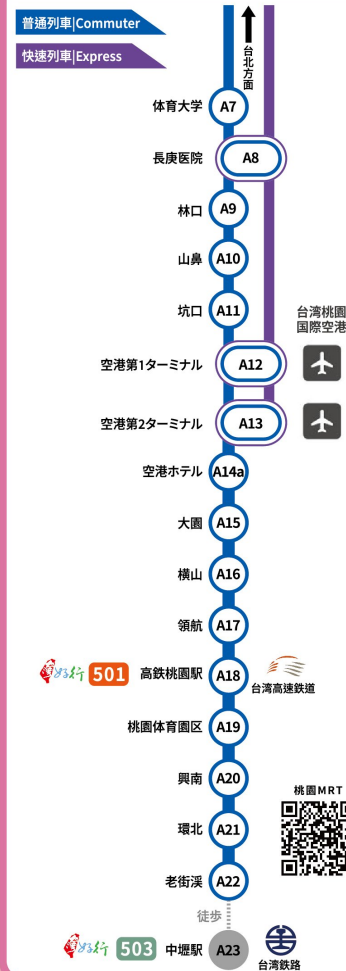 普通列車|Commuter
快速列車|Express
台北方面
体育大学 A7
長庚医院 A8
林口 A9
山鼻 A10
坑口 A11
台湾桃園
国際空港
空港第1ターミナル A12
空港第2ターミナル A13
空港ホテル A14a
大園 A15
横山 A16
領航 A17
好行 501 高鉄桃園駅 A18 台湾高速鉄道
桃園体育園区 A19
興南 A20
桃園MRT
環北 A21
老街渓 A22
徒歩
好行 503 中堀駅 A23 台湾鉄路